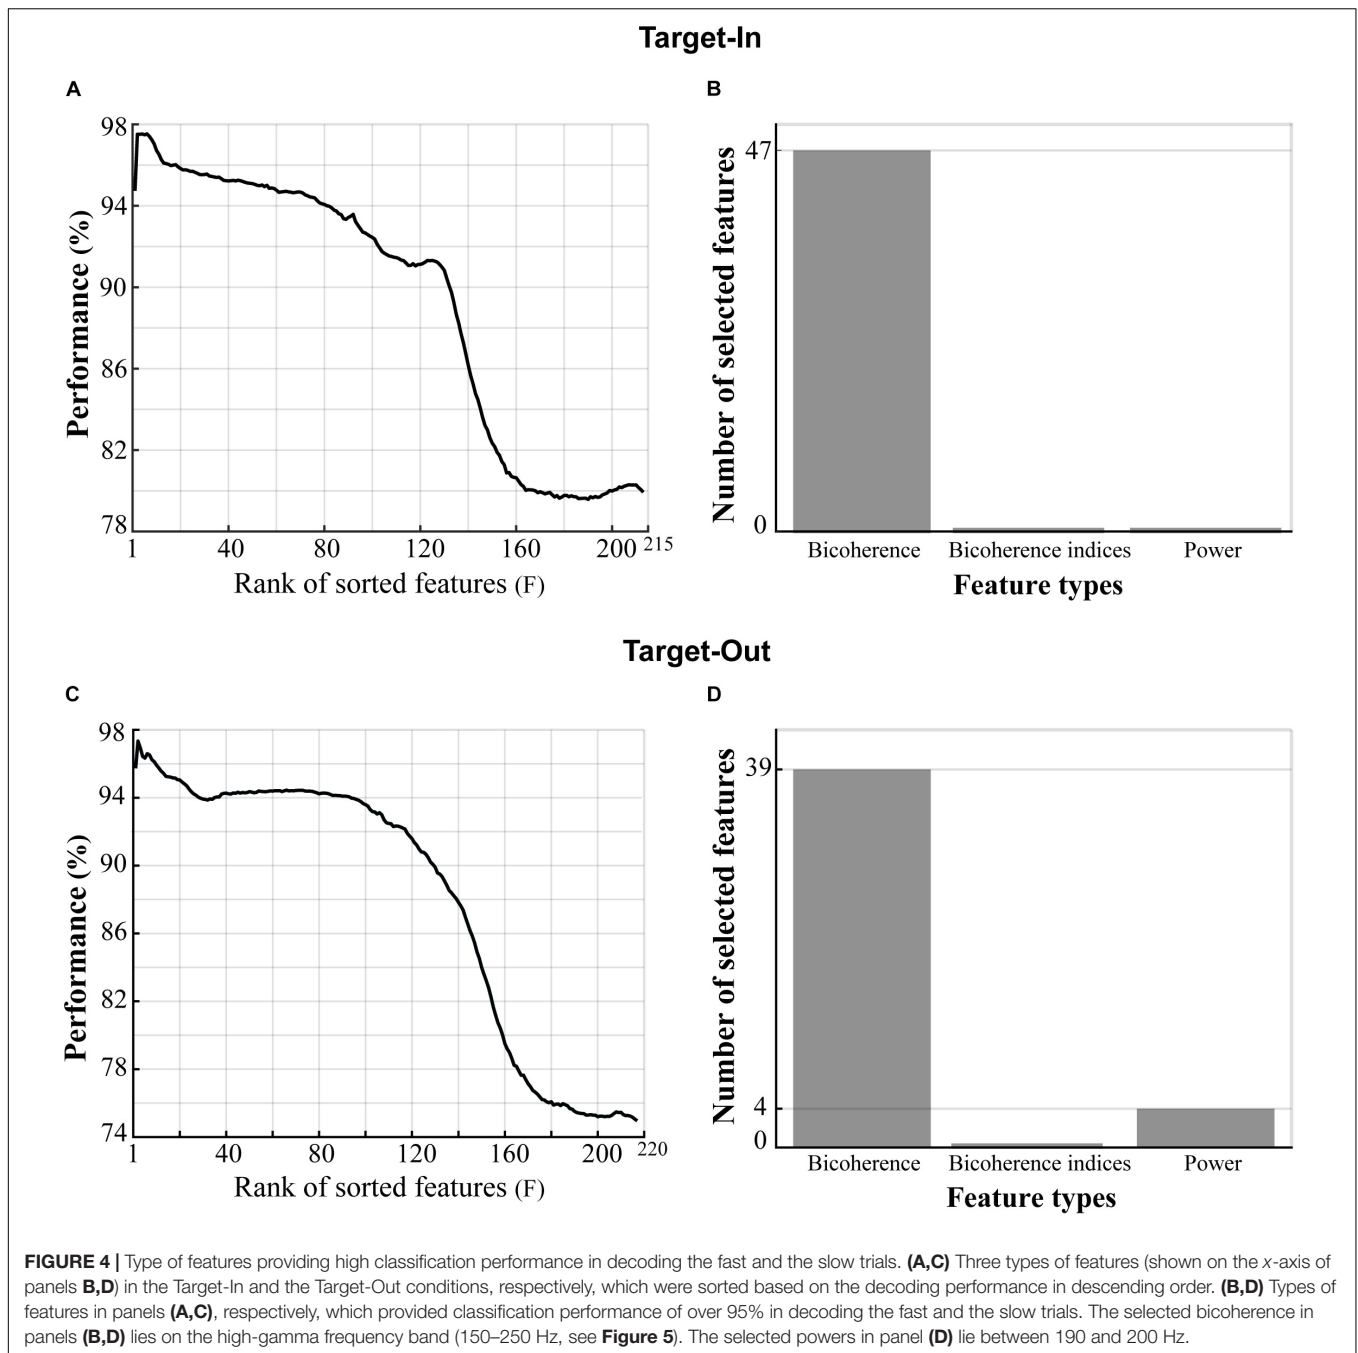 Target-In
A
98
94
90
86
82
78
Performance (%)
1 40 80 120 160 200 215
Rank of sorted features (F)
B
47
0
Number of selected features
Bicoherence Bicoherence indices Power
Feature types
Target-Out
C
98
94
90
86
82
78
74
Performance (%)
1 40 80 120 160 200 220
Rank of sorted features (F)
D
39
4
0
Number of selected features
Bicoherence Bicoherence indices Power
Feature types
FIGURE 4 | Type of features providing high classification performance in decoding the fast and the slow trials. (A,C) Three types of features (shown on the x-axis of
panels B,D) in the Target-In and the Target-Out conditions, respectively, which were sorted based on the decoding performance in descending order. (B,D) Types of
features in panels (A,C), respectively, which provided classification performance of over 95% in decoding the fast and the slow trials. The selected bicoherence in
panels (B,D) lies on the high-gamma frequency band (150–250 Hz, see Figure 5). The selected powers in panel (D) lie between 190 and 200 Hz.